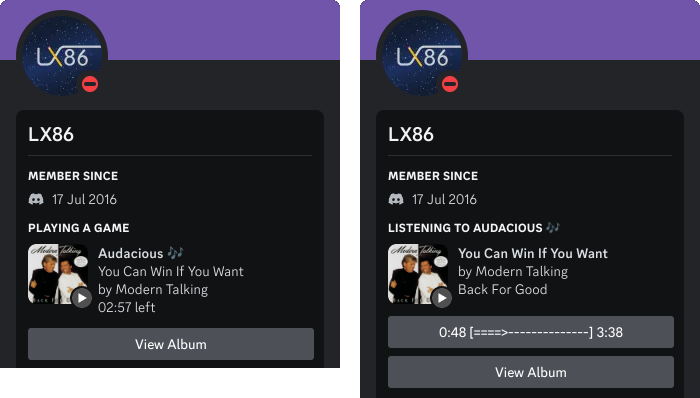 LX86
LX86
MEMBER SINCE
17 Jul 2016
PLAYING A GAME
Modern Talking
Audacious 🎶
You Can Win If You Want
by Modern Talking
02:57 left
View Album
LX86
LX86
MEMBER SINCE
17 Jul 2016
LISTENING TO AUDACIOUS 🎶
Modern Talking
You Can Win If You Want
by Modern Talking
Back For Good
0:48 [====>--------------] 3:38
View Album